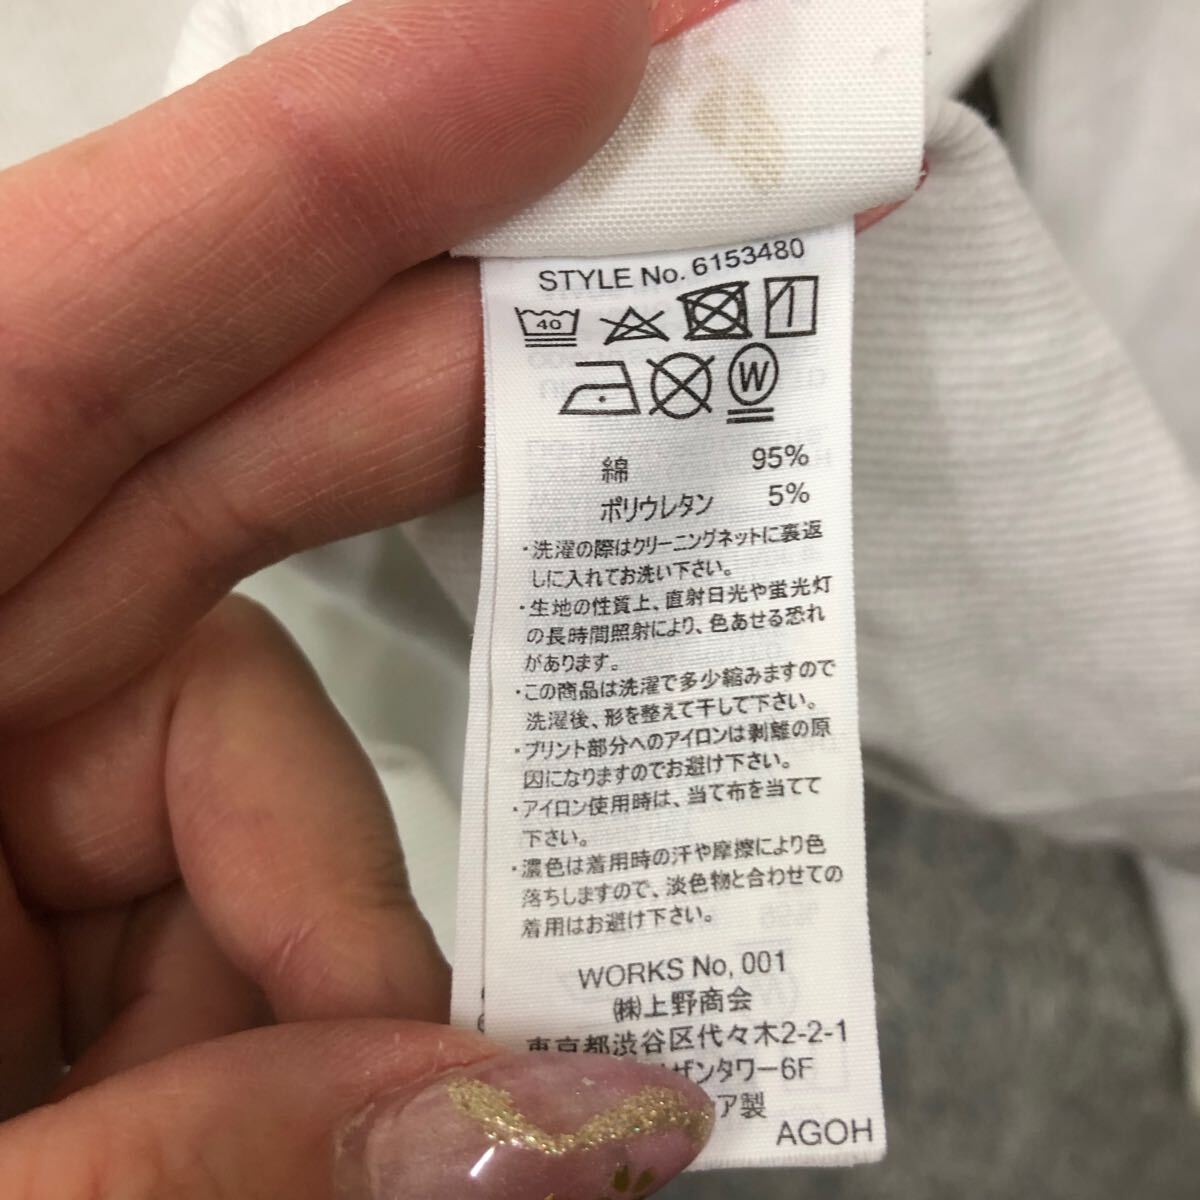 STYLE No. 6153480
40
W
綿 95%
ポリウレタン 5%
・洗濯の際はクリーニングネットに裏返
しに入れてお洗い下さい。
・生地の性質上、直射日光や蛍光灯
の長時間照射により、色あせる恐れ
があります。
・この商品は洗濯で多少縮みますので
洗濯後、形を整えて干して下さい。
・プリント部分へのアイロンは剥離の原
因になりますのでお避け下さい。
・アイロン使用時は、当て布を当てて
下さい。
・濃色は着用時の汗や摩擦により色
落ちしますので、淡色物と合わせての
着用はお避け下さい。
WORKS No, 001
㈱上野商会
東京都渋谷区代々木2-2-1
ザンタワー6F
ア製
AGOH